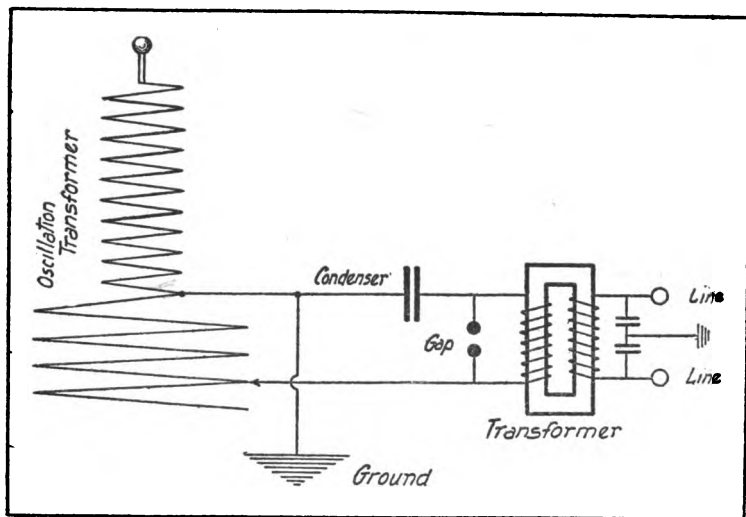 Oscillation
Transformer
Condenser
Gap
Line
Line
Transformer
Ground